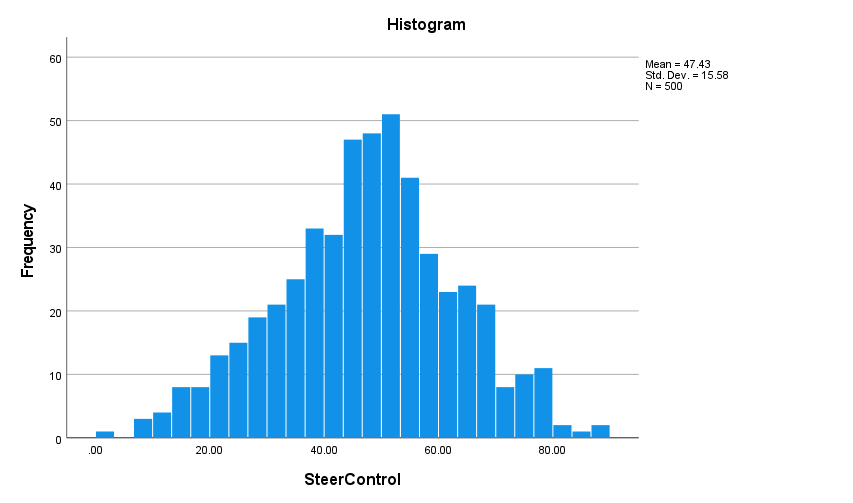 Histogram
Mean = 47.43
Std. Dev. = 15.58
N = 500
Frequency
60
50
40
30
20
10
0
.00
20.00
40.00
60.00
80.00
SteerControl